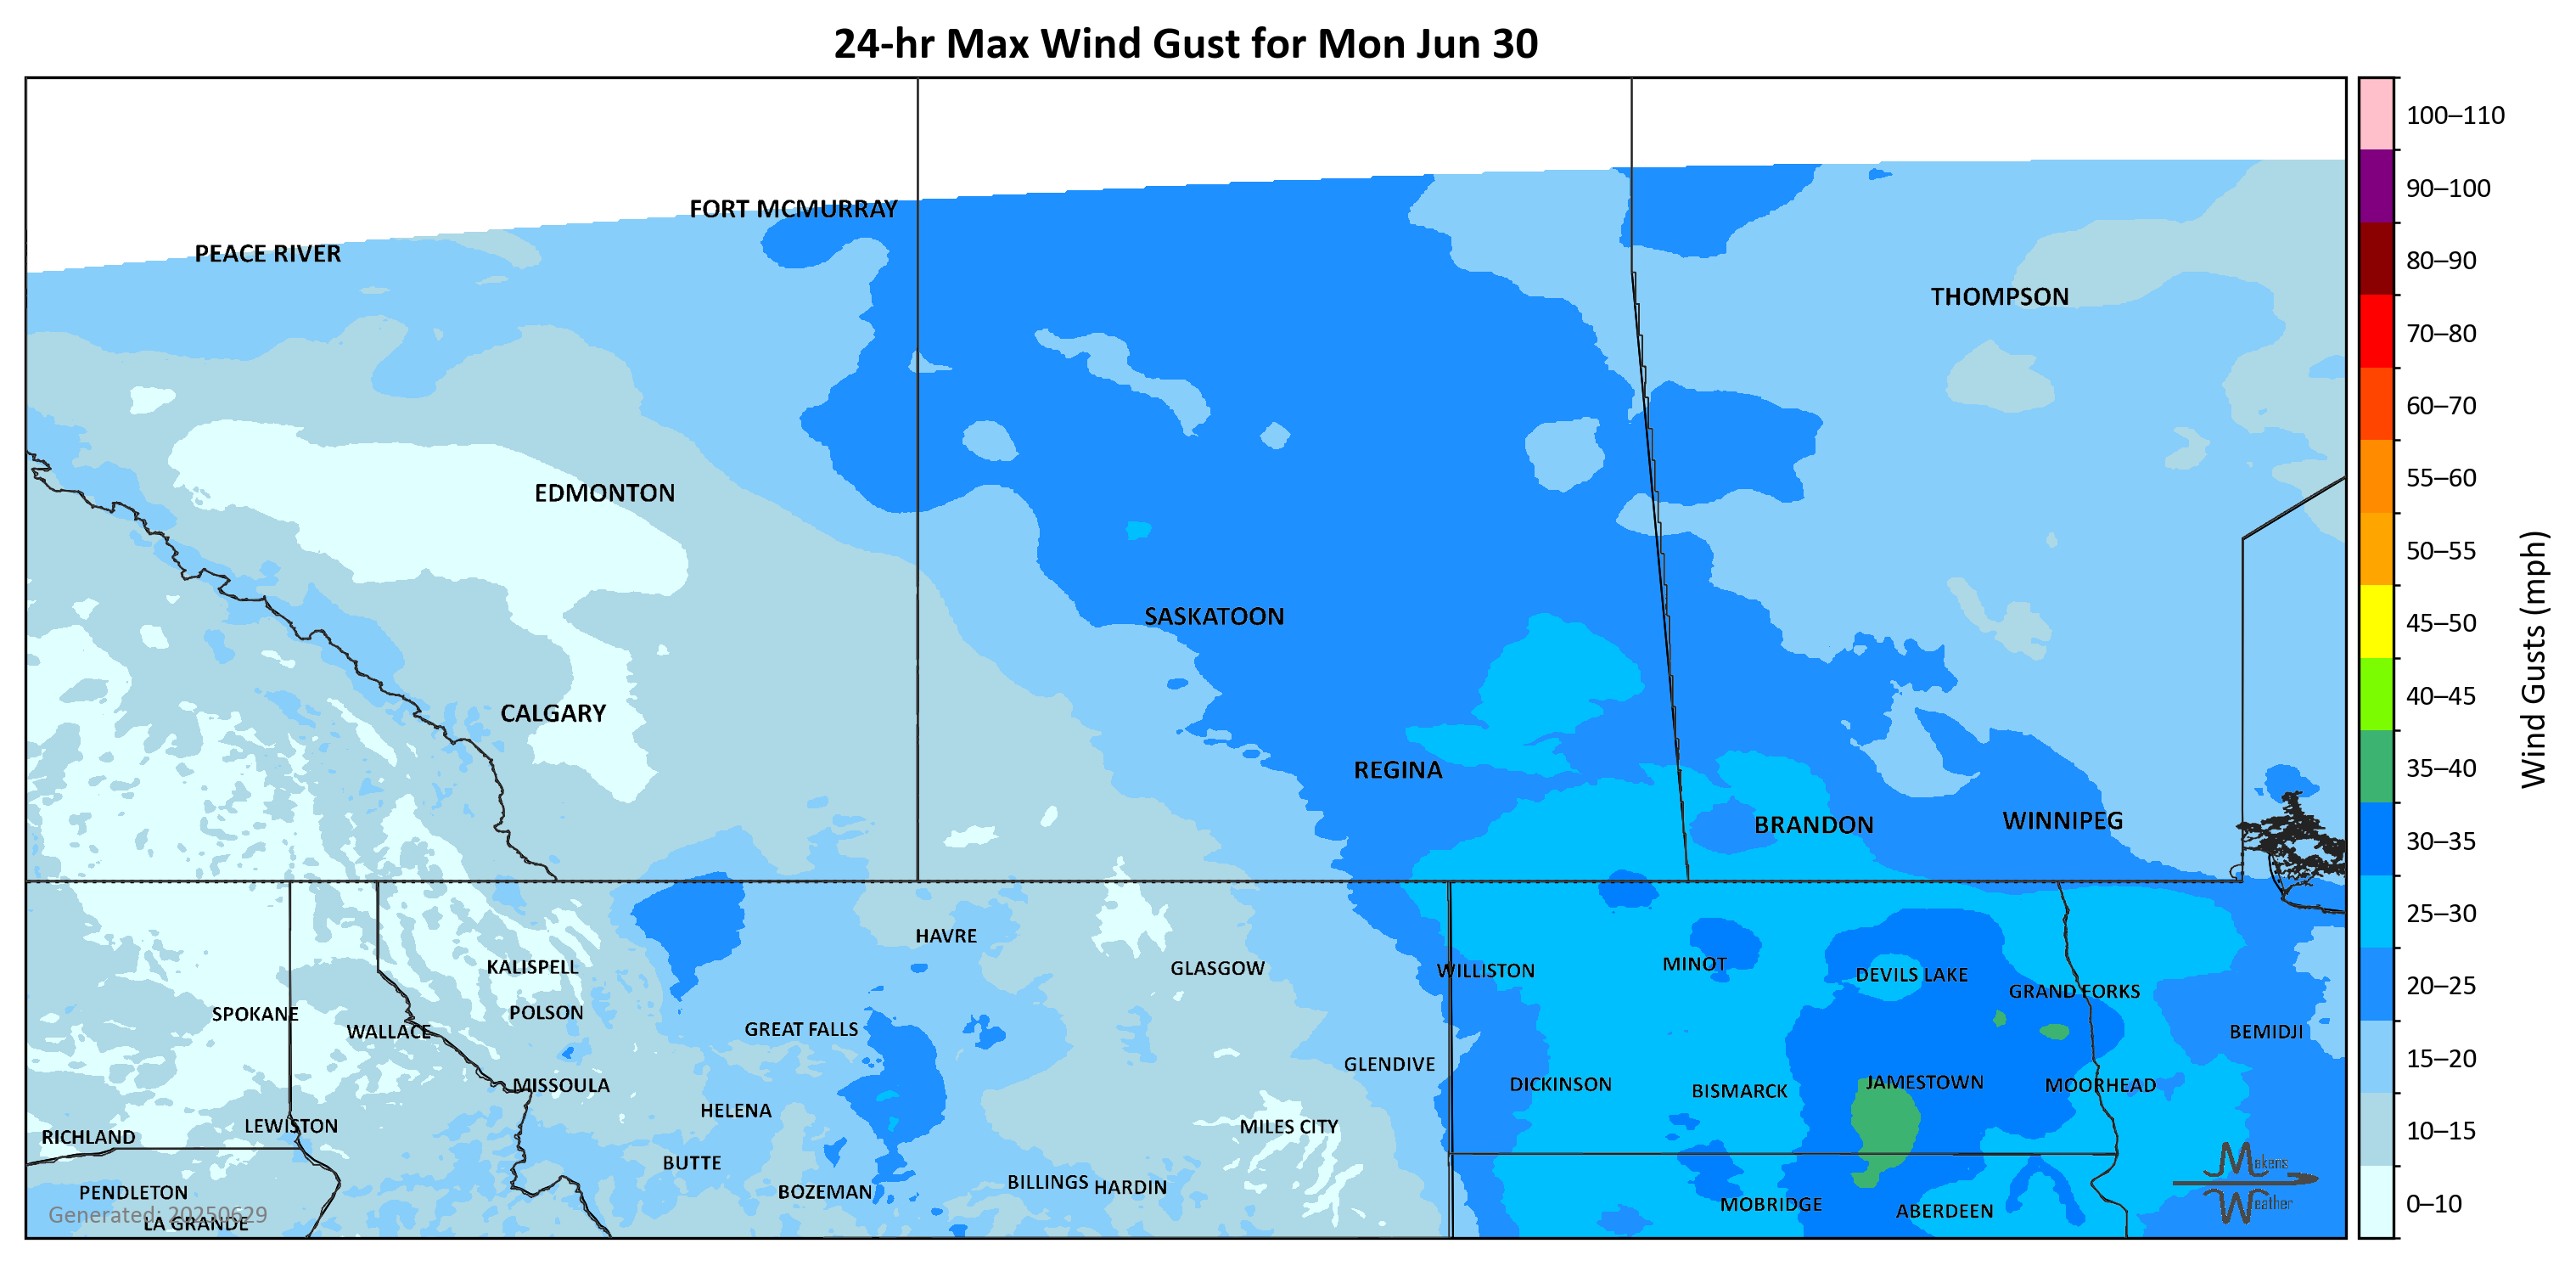 24-hr Max Wind Gust for Mon Jun 30
100–110
90–100
80–90
70–80
60–70
55–60
50–55
45–50
40–45
35–40
30–35
25–30
20–25
15–20
10–15
0–10
Wind Gusts (mph)
FORT MCMURRAY
PEACE RIVER
THOMPSON
EDMONTON
SASKATOON
CALGARY
REGINA
WINNIPEG
BRANDON
HAVRE
MINOT
KALISPELL
GLASGOW
WILLISTON
DEVILS LAKE
GRAND FORKS
POLSON
SPOKANE
GREAT FALLS
WALLACE
BEMIDJI
GLENDIVE
JAMESTOWN
DICKINSON
MISSOULA
MOORHEAD
BISMARCK
HELENA
LEWISTON
MILES CITY
RICHLAND
BUTTE
Makens
BILLINGS
HARDIN
PENDLETON
BOZEMAN
Weather
MOBRIDGE
ABERDEEN
Generated: 20250629
LA GRANDE